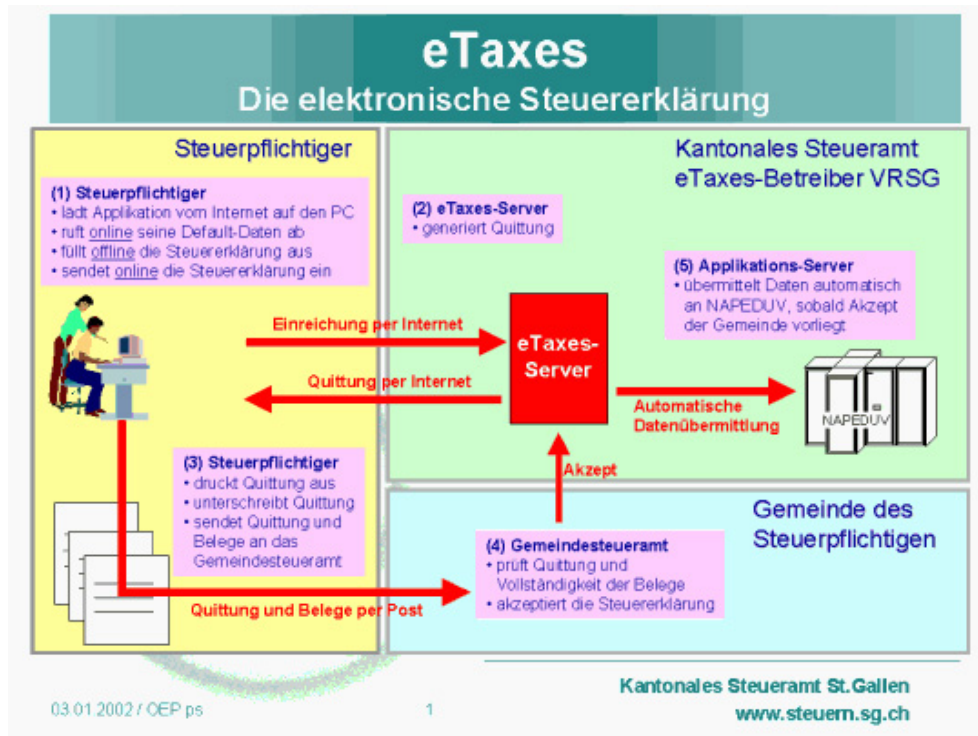 eTaxes
Die elektronische Steuererklärung
Steuerpflichtiger
(1) Steuerpflichtiger
• lädt Applikation vom Internet auf den PC
• ruft online seine Default-Daten ab
• füllt offline die Steuererklärung aus
• sendet online die Steuererklärung ein
Kantonales Steueramt
eTaxes-Betreiber VRSG
(2) eTaxes-Server
• generiert Quittung
(5) Applikations-Server
• übermittelt Daten automatisch
an NAPEDUV, sobald Akzept
der Gemeinde vorliegt
Einreichung per Internet
eTaxes-
Server
Quittung per Internet
Automatische
Datenübermittlung
NAPEDUV
(3) Steuerpflichtiger
• druckt Quittung aus
• unterschreibt Quittung
• sendet Quittung und
Belege an das
Gemeindesteueramt
Akzept
Gemeinde des
Steuerpflichtigen
(4) Gemeindesteueramt
• prüft Quittung und
Vollständigkeit der Belege
• akzeptiert die Steuererklärung
Quittung und Belege per Post
03.01.2002 / OEP ps
1
Kantonales Steueramt St.Gallen
www.steuern.sg.ch